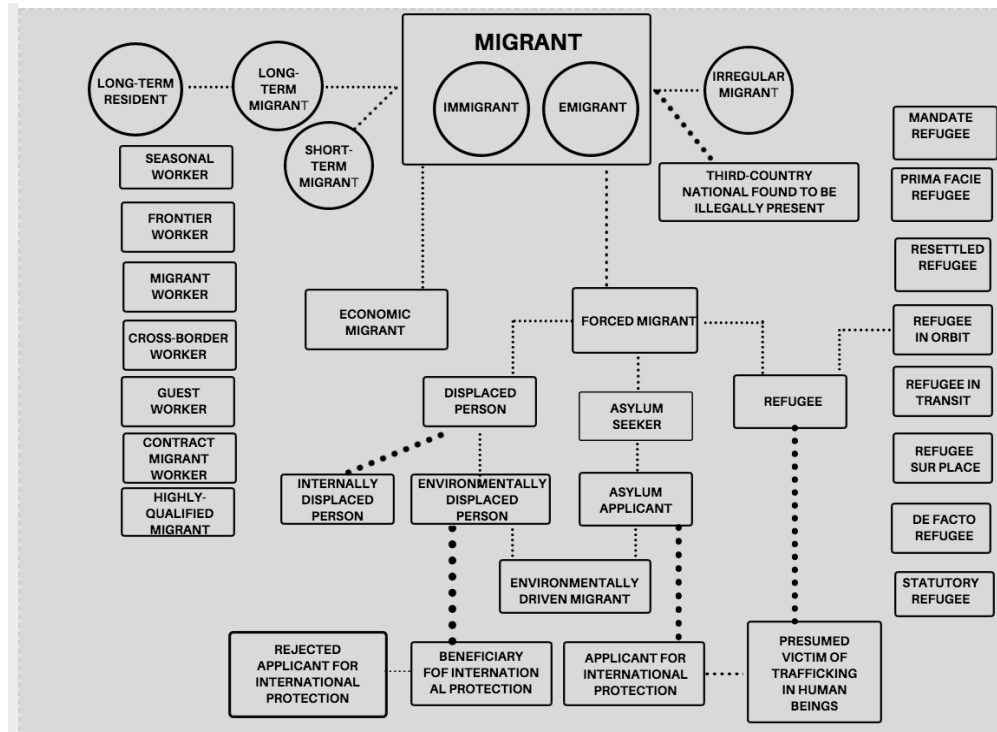 MIGRANT
IMMIGRANT
EMIGRANT
LONG-TERM
RESIDENT
LONG-
TERM
MIGRANT
SHORT-
TERM
MIGRANT
IRREGULAR
MIGRANT
THIRD-COUNTRY
NATIONAL FOUND TO BE
ILLEGALLY PRESENT
SEASONAL
WORKER
FRONTIER
WORKER
MIGRANT
WORKER
CROSS-BORDER
WORKER
GUEST
WORKER
CONTRACT
MIGRANT
WORKER
HIGHLY-
QUALIFIED
MIGRANT
MANDATE
REFUGEE
PRIMA FACIE
REFUGEE
RESETTLED
REFUGEE
REFUGEE
IN ORBIT
REFUGEE IN
TRANSIT
REFUGEE
SUR PLACE
DE FACTO
REFUGEE
STATUTORY
REFUGEE
ECONOMIC
MIGRANT
FORCED MIGRANT
DISPLACED
PERSON
ASYLUM
SEEKER
REFUGEE
INTERNALLY
DISPLACED
PERSON
ENVIRONMENTALLY
DISPLACED
PERSON
ASYLUM
APPLICANT
ENVIRONMENTALLY
DRIVEN MIGRANT
REJECTED
APPLICANT FOR
INTERNATIONAL
PROTECTION
BENEFICIARY
FOF INTERNATION
AL PROTECTION
APPLICANT FOR
INTERNATIONAL
PROTECTION
PRESUMED
VICTIM OF
TRAFFICKING
IN HUMAN
BEINGS